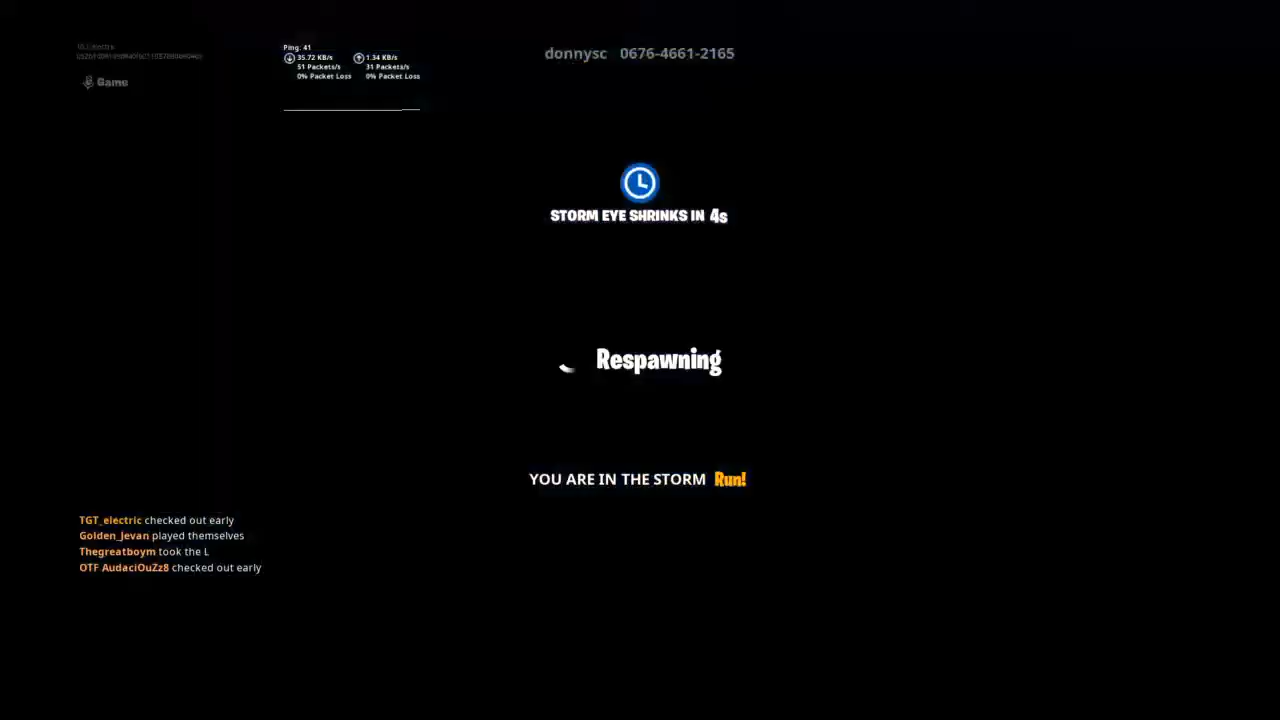 Game
Ping: 41
35.72 KB/s 1.34 KB/s
51 Packets/s 31 Packets/s
0% Packet Loss 0% Packet Loss
donnysc 0676-4661-2165
STORM EYE SHRINKS IN 4s
Respawning
YOU ARE IN THE STORM Run!
TGT_electric checked out early
Golden_Jevan played themselves
Thegreatboym took the L
OTF AudaciOuZz8 checked out early